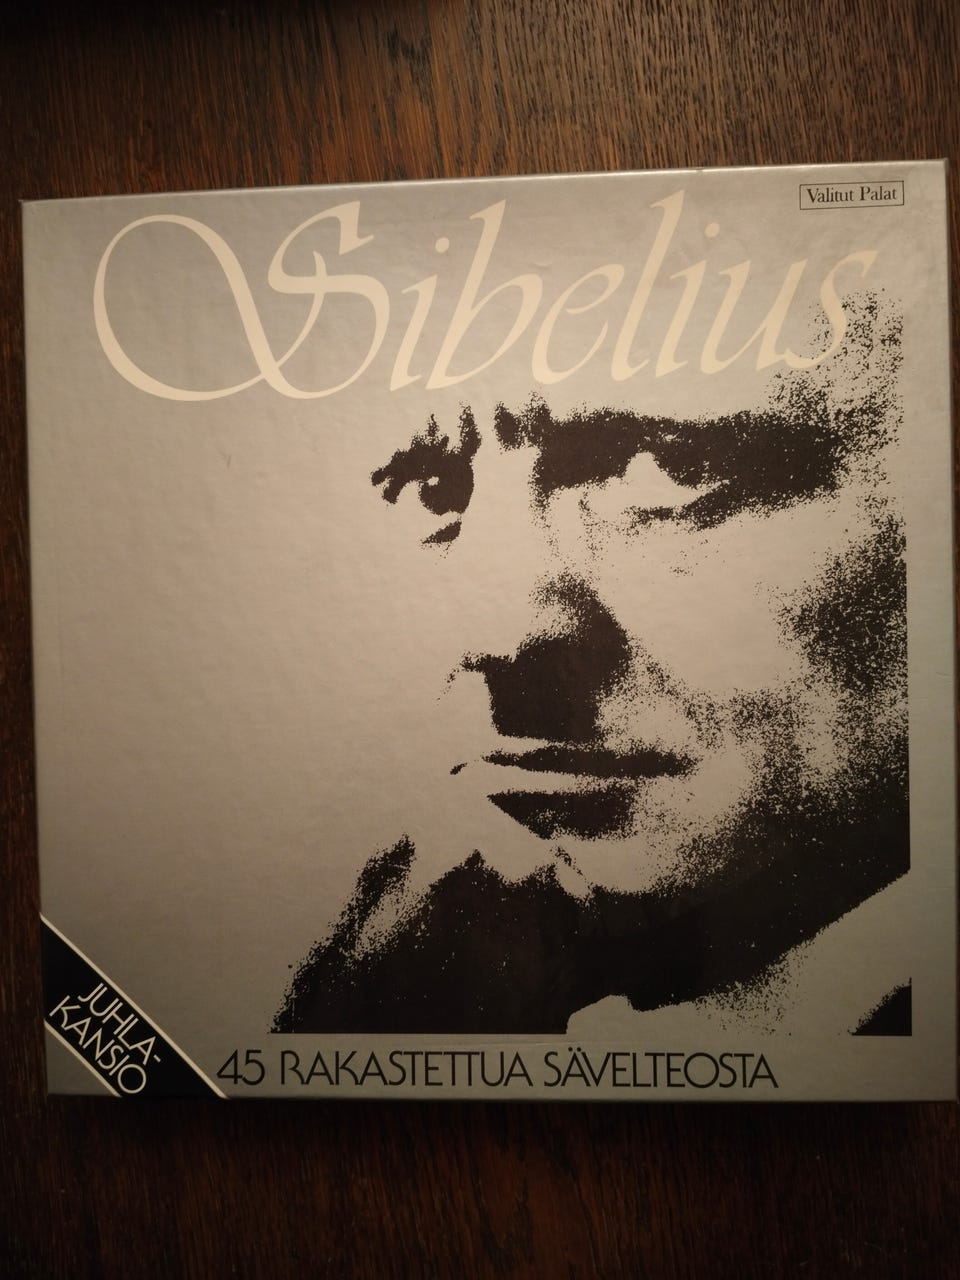 Valitut Palat
Sibelius
JUHLA-
KANSIO
45 RAKASTETTUA SÄVELTEOSTA